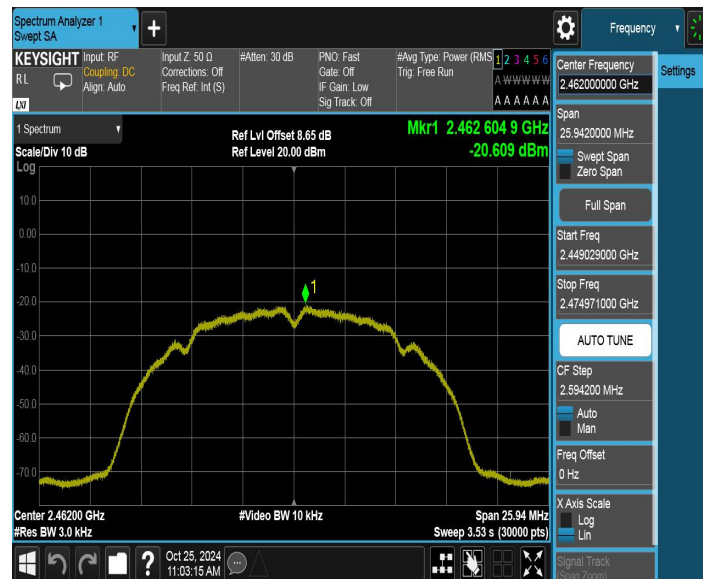 Spectrum Analyzer 1
Swept SA
Frequency
KEYSIGHT
RL
LXI
Input: RF
Coupling: DC
Align: Auto
Input Z: 50 Ω
Corrections: Off
Freq Ref: Int (S)
#Atten: 30 dB
PNO: Fast
Gate: Off
IF Gain: Low
Sig Track: Off
#Avg Type: Power (RMS
Trig: Free Run
1 2 3 4 5 6
A W W W W W
A A A A A A
Settings
1 Spectrum
Scale/Div 10 dB
Ref Lvl Offset 8.65 dB
Ref Level 20.00 dBm
Mkr1 2.462 604 9 GHz
-20.609 dBm
Log
10.0
0.00
-10.0
-20.0
-30.0
-40.0
-50.0
-60.0
-70.0
1
Center 2.46200 GHz
#Res BW 3.0 kHz
#Video BW 10 kHz
Span 25.94 MHz
Sweep 3.53 s (30000 pts)
Center Frequency
2.462000000 GHz
Span
25.9420000 MHz
Swept Span
Zero Span
Full Span
Start Freq
2.449029000 GHz
Stop Freq
2.474971000 GHz
AUTO TUNE
CF Step
2.594200 MHz
Auto
Man
Freq Offset
0 Hz
X Axis Scale
Log
Lin
Signal Track
(Span Zoom)
?
Oct 25, 2024
11:03:15 AM